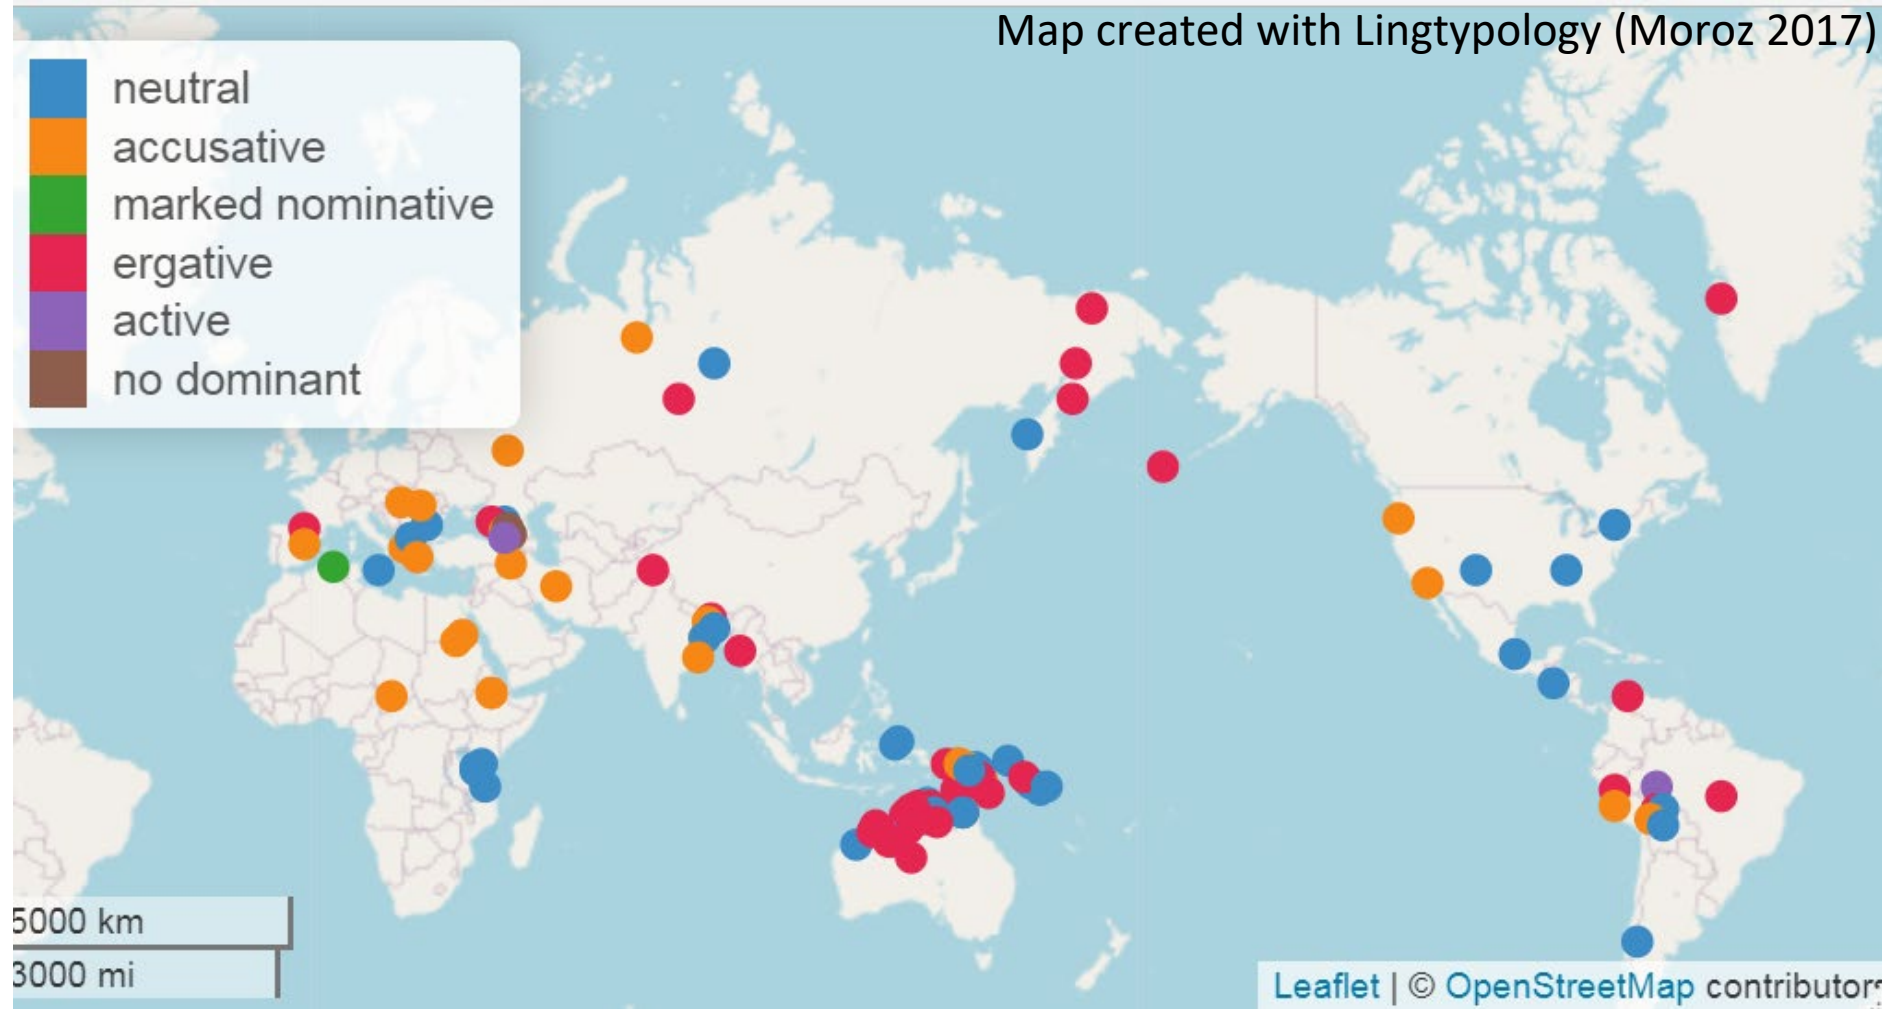 Map created with Lingtypology (Moroz 2017)
neutral
accusative
marked nominative
ergative
active
no dominant
5000 km
3000 mi
Leaflet | © OpenStreetMap contributors